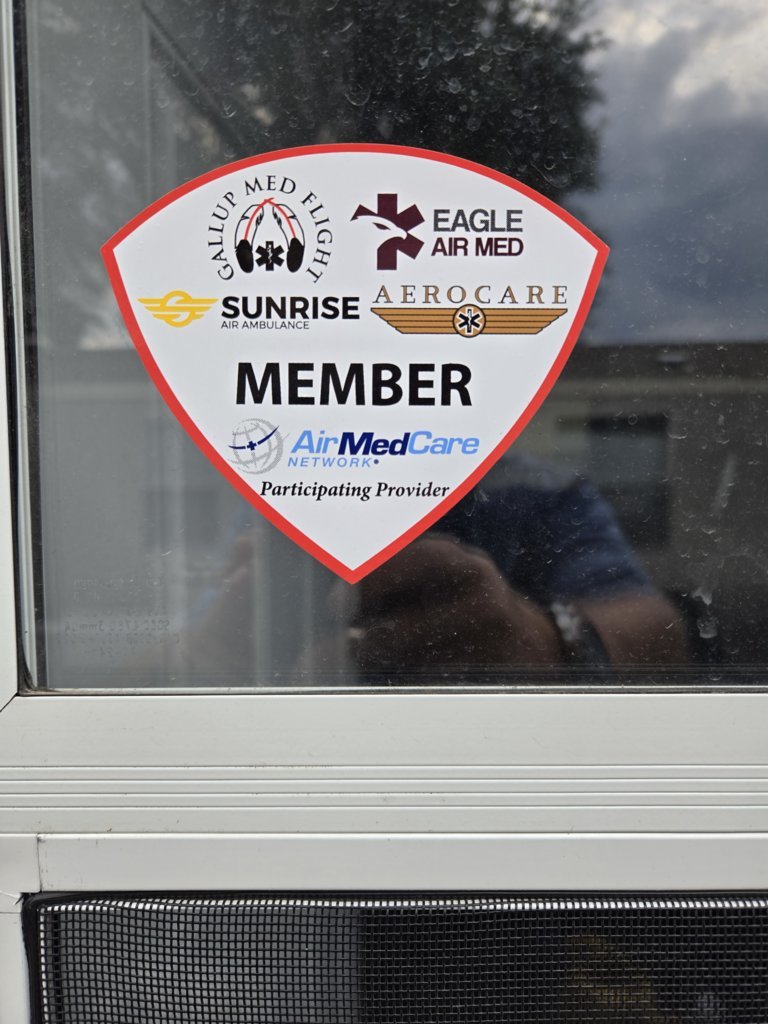 GALLUP MED FLIGHT
EAGLE
AIR MED
SUNRISE
AIR AMBULANCE
AEROCARE
MEMBER
AirMedCare
NETWORK
Participating Provider